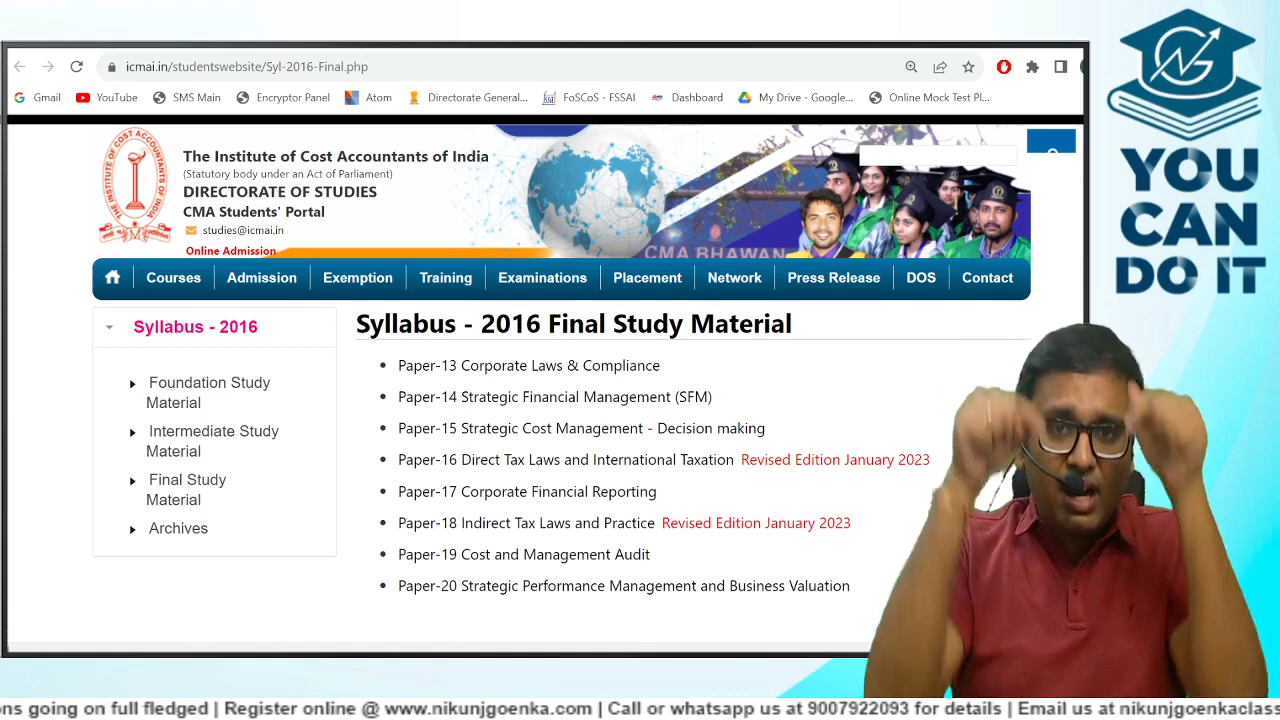 icmai.in/studentswebsite/Syl-2016-Final.php
Gmail YouTube SMS Main Encryptor Panel Atom Directorate General... FoSCoS - FSSAI Dashboard My Drive - Google... Online Mock Test Pl...
THE INSTITUTE OF COST ACCOUNTANTS OF INDIA
The Institute of Cost Accountants of India
(Statutory body under an Act of Parliament)
DIRECTORATE OF STUDIES
CMA Students' Portal
studies@icmai.in
Online Admission
CMA BHAWAN
Courses Admission Exemption Training Examinations Placement Network Press Release DOS Contact
Syllabus - 2016
Foundation Study
Material
Intermediate Study
Material
Final Study
Material
Archives
Syllabus - 2016 Final Study Material
Paper-13 Corporate Laws & Compliance
Paper-14 Strategic Financial Management (SFM)
Paper-15 Strategic Cost Management - Decision making
Paper-16 Direct Tax Laws and International Taxation Revised Edition January 2023
Paper-17 Corporate Financial Reporting
Paper-18 Indirect Tax Laws and Practice Revised Edition January 2023
Paper-19 Cost and Management Audit
Paper-20 Strategic Performance Management and Business Valuation
NG
YOU
CAN
DO IT
ons going on full fledged | Register online @ www.nikunjgoenka.com | Call or whatsapp us at 9007922093 for details | Email us at nikunjgoenkaclass